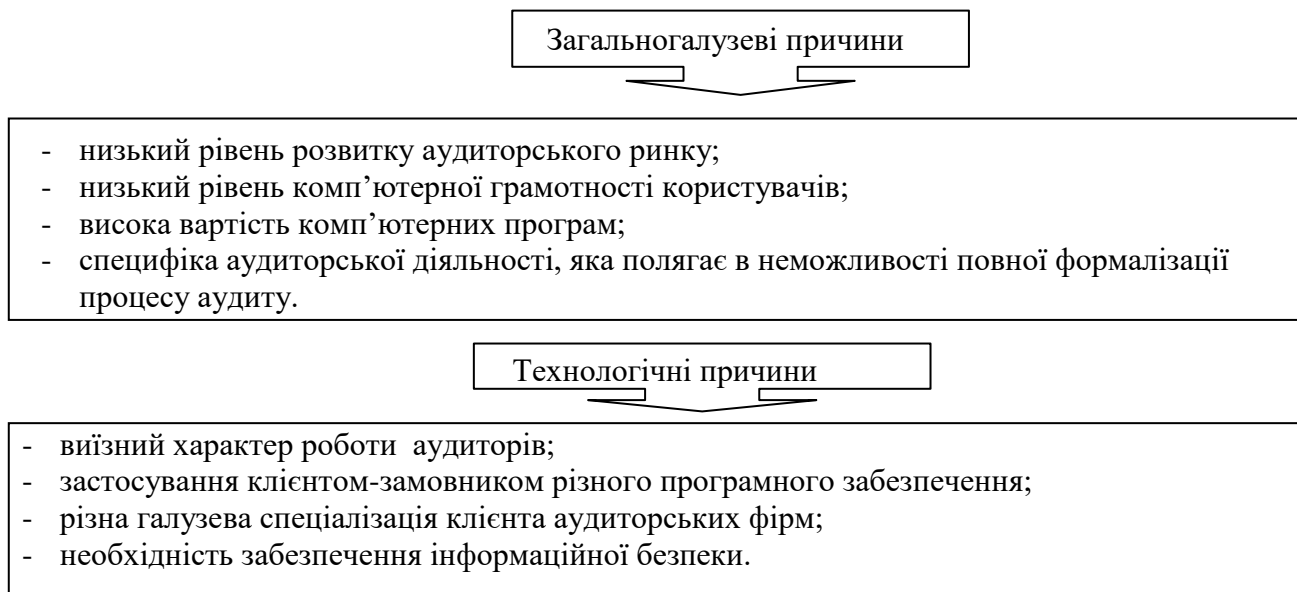 Загальногалузеві причини
- низький рівень розвитку аудиторського ринку;
- низький рівень комп’ютерної грамотності користувачів;
- висока вартість комп’ютерних програм;
- специфіка аудиторської діяльності, яка полягає в неможливості повної формалізації
процесу аудиту.
Технологічні причини
- виїзний характер роботи аудиторів;
- застосування клієнтом-замовником різного програмного забезпечення;
- різна галузева спеціалізація клієнта аудиторських фірм;
- необхідність забезпечення інформаційної безпеки.